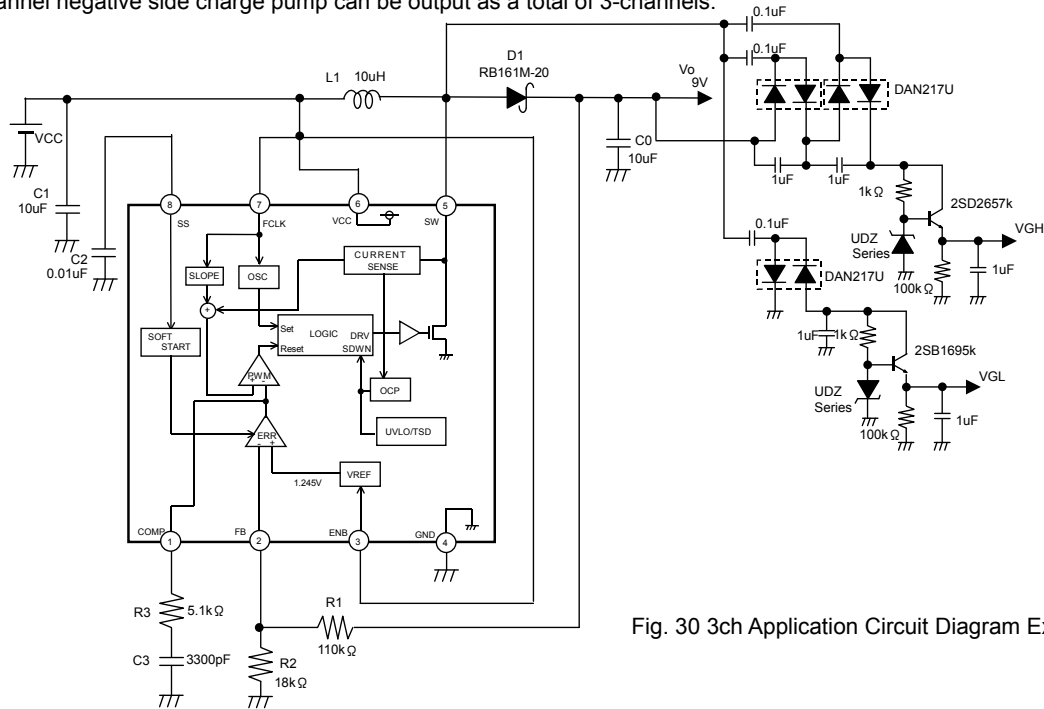 annel negative side charge pump can be output as a total of 3-channels.
0.1uF
D1
RB161M-20
0.1uF
L1 10uH
Vo
9V
DAN217U
VCC
C0
10uF
C1
10uF
1uF
1uF
1kΩ
2SD2657k
8
7
6
5
SS
FCLK
VCC
SW
VGH
C2
0.01uF
0.1uF
UDZ
Series
1uF
CURRENT
SENSE
SLOPE
OSC
DAN217U
100kΩ
+
Set
LOGIC
DRV
SDWN
Reset
SOFT
START
1uF
1kΩ
2SB1695k
PWM
+ -
OCP
VGL
UDZ
Series
ERR
- +
UVLO/TSD
1uF
100kΩ
VREF
1.245V
COMP
FB
ENB
GND
1
2
3
4
R3
5.1kΩ
R1
110kΩ
Fig. 30 3ch Application Circuit Diagram Ex
C3
3300pF
R2
18kΩ